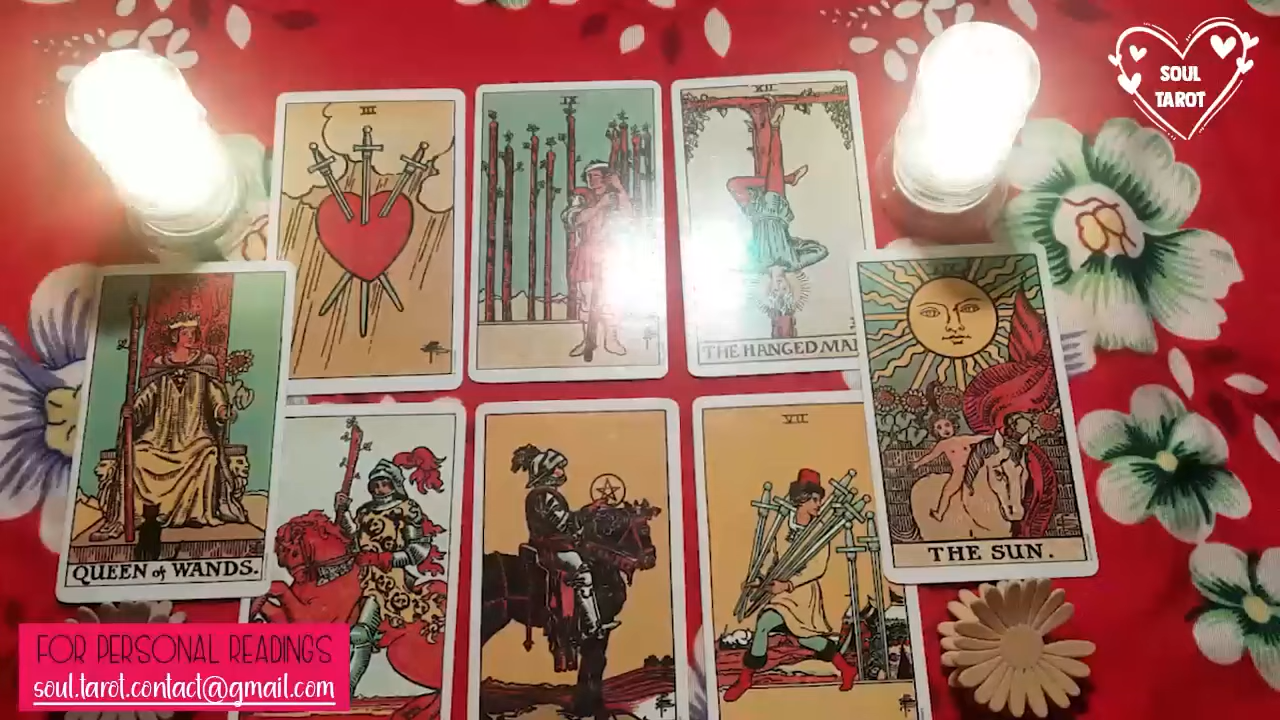 SOUL
TAROT
III
IX
XII
THE HANGED MAN
QUEEN of WANDS.
VII
THE SUN.
FOR PERSONAL READINGS
soul.tarot.contact@gmail.com